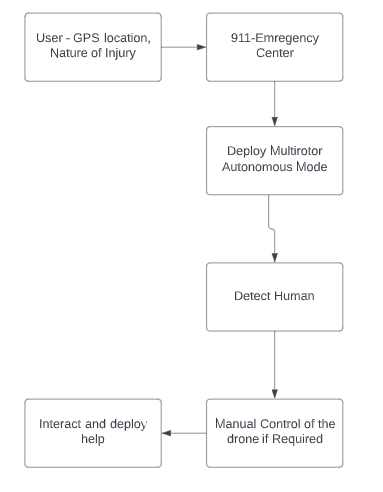 User - GPS location,
Nature of Injury
911-Emregency
Center
Deploy Multirotor
Autonomous Mode
Detect Human
Interact and deploy
help
Manual Control of the
drone if Required